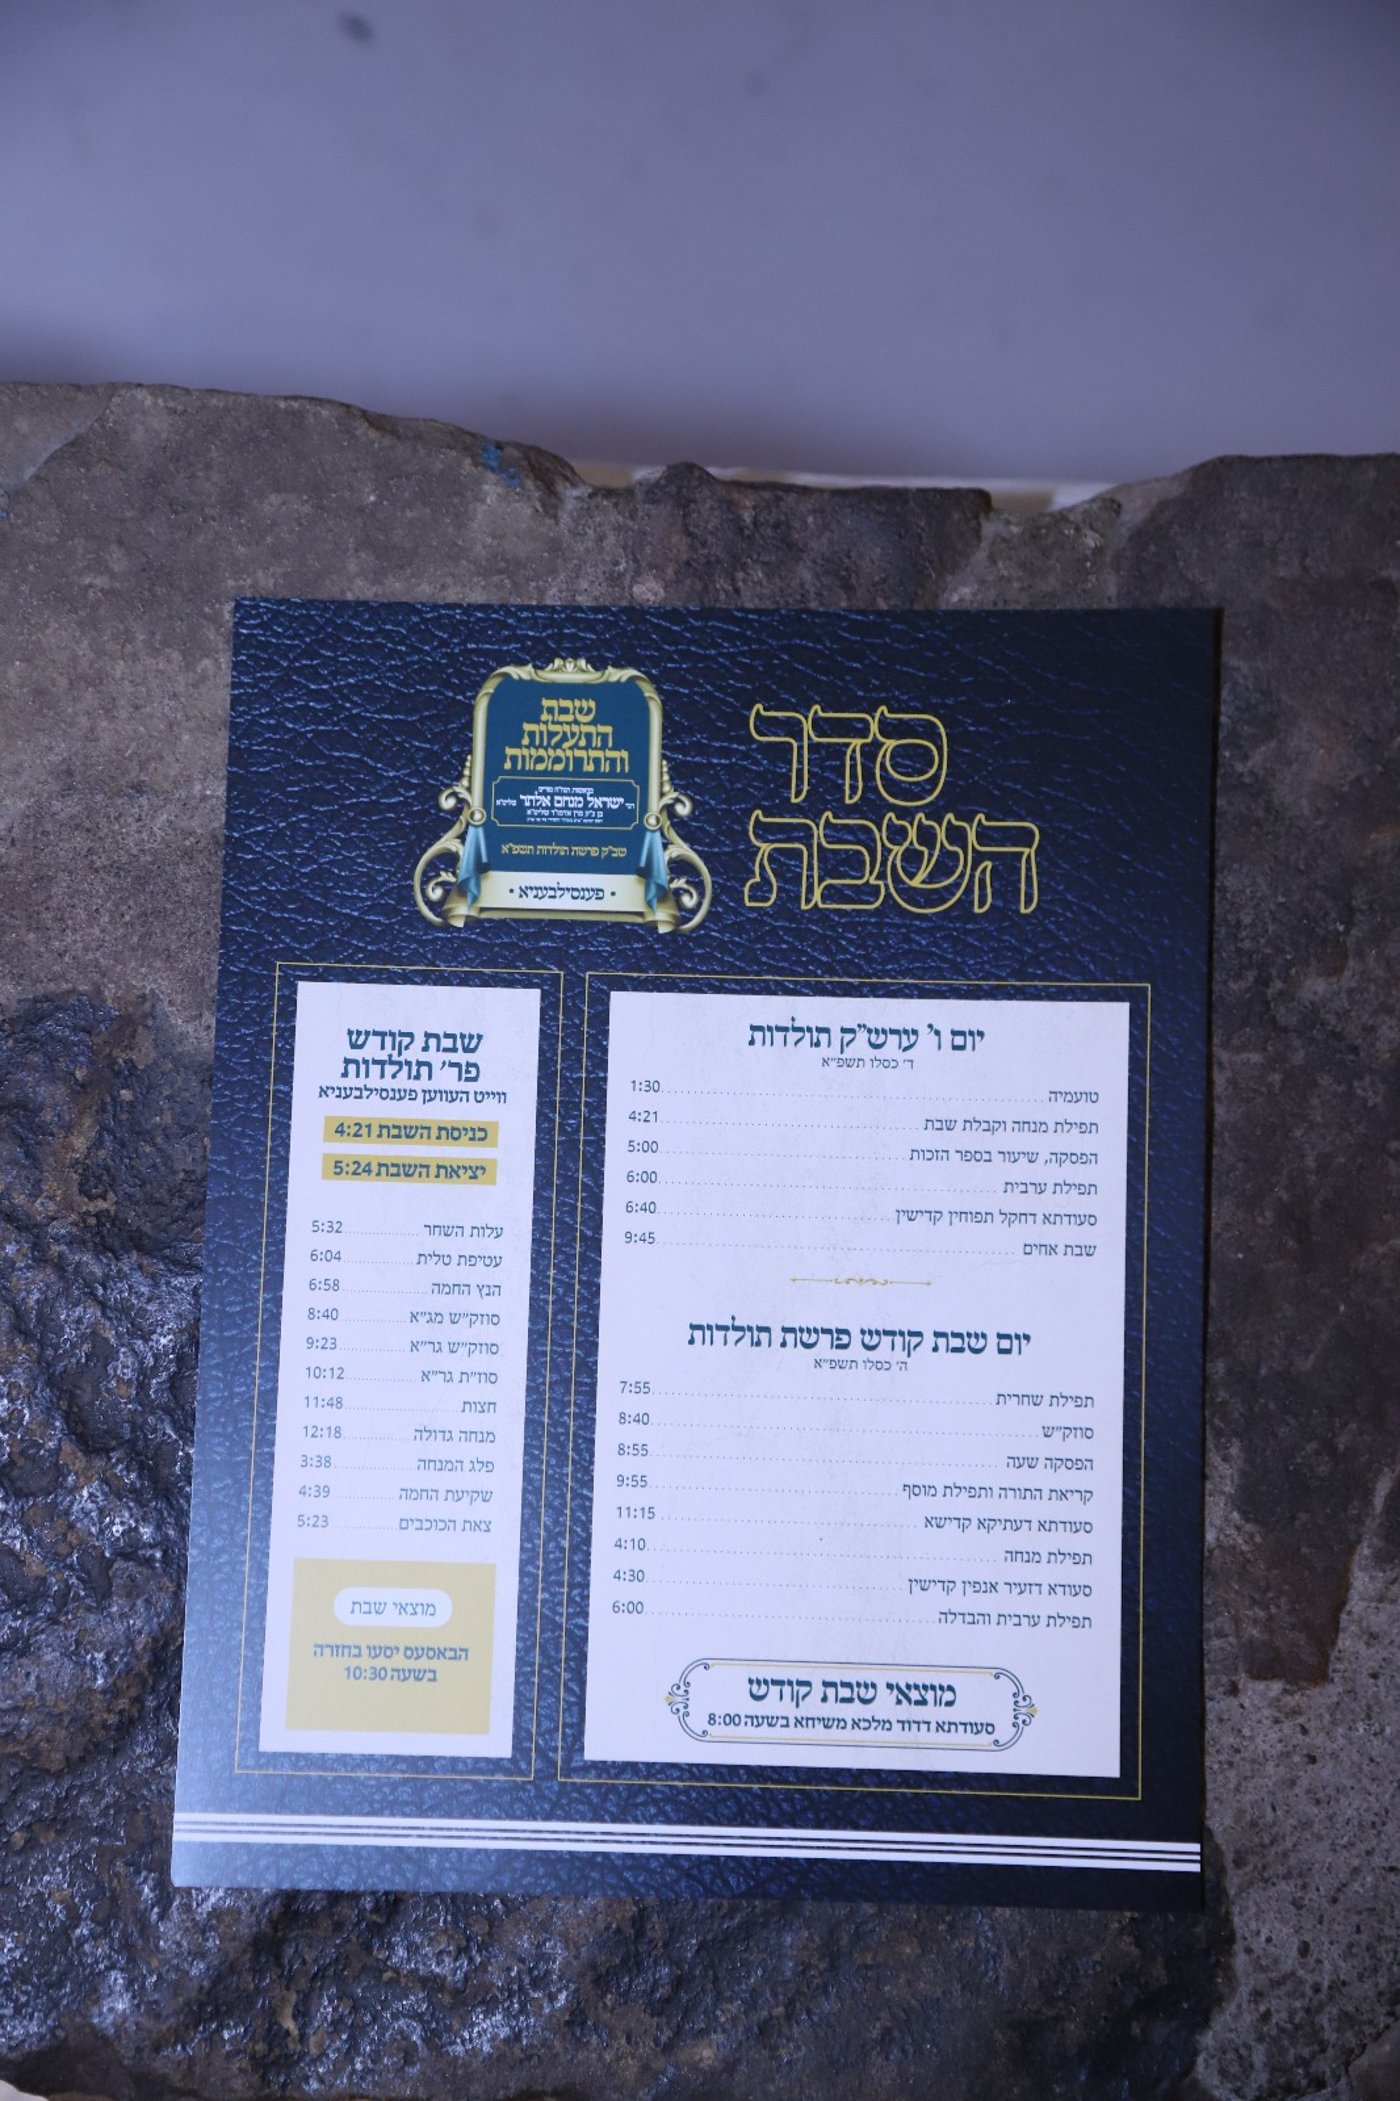 סדר
השבת
שבת
התעלות
והתרוממות
ישראל מנחם אלתר שליט"א
שב"ק פרשת תולדות תשפ"א
• פענסילבעניא •
יום ו' ערש"ק תולדות
ד' כסלו תשפ"א
טועמיה 1:30
תפילת מנחה וקבלת שבת 4:21
הפסקה, שיעור בספר הזכות 5:00
תפילת ערבית 6:00
סעודתא דחקל תפוחין קדישין 6:40
שבת אחים 9:45
יום שבת קודש פרשת תולדות
ה' כסלו תשפ"א
תפילת שחרית 7:55
סוזק"ש 8:40
הפסקה שעה 8:55
קריאת התורה ותפילת מוסף 9:55
סעודתא דעתיקא קדישא 11:15
תפילת מנחה 4:10
סעודא דזעיר אנפין קדישין 4:30
תפילת ערבית והבדלה 6:00
מוצאי שבת קודש
סעודתא דדוד מלכא משיחא בשעה 8:00
שבת קודש
פר' תולדות
ווייט העווען פענסילבעניא
כניסת השבת 4:21
יציאת השבת 5:24
עלות השחר 5:32
עטיפת טלית 6:04
הנץ החמה 6:58
סוזק"ש מג"א 8:40
סוזק"ש גר"א 9:23
סוז"ת גר"א 10:12
חצות 11:48
מנחה גדולה 12:18
פלג המנחה 3:38
שקיעת החמה 4:39
צאת הכוכבים 5:23
מוצאי שבת
הבאסעס יסעו בחזרה
בשעה 10:30